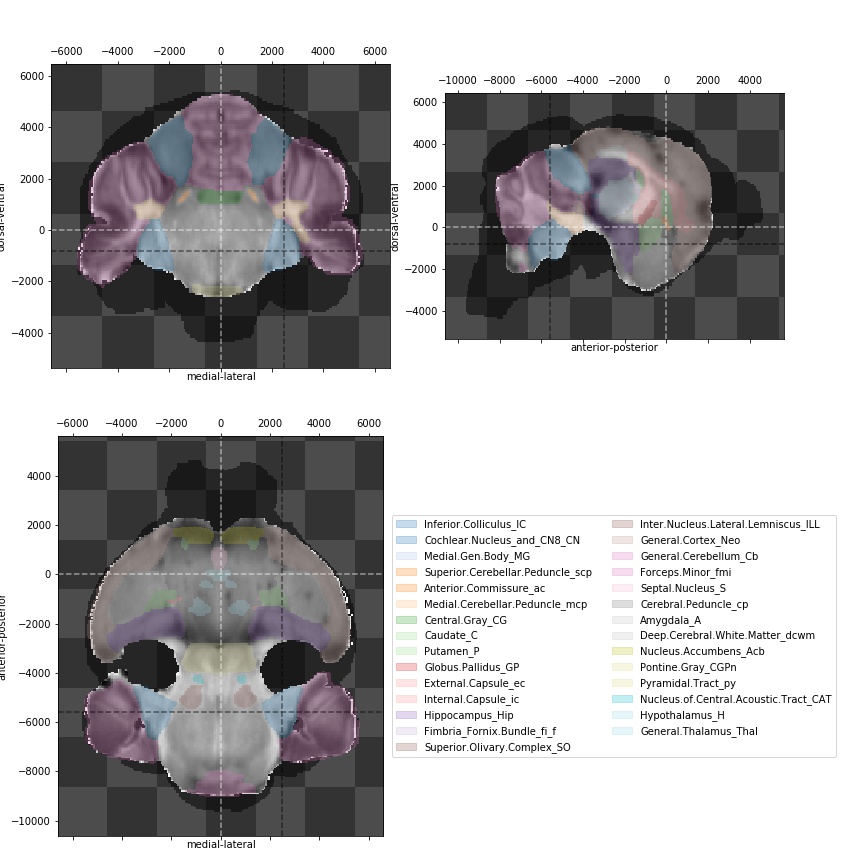 −6000 −4000 −2000 0 2000 4000 6000
6000
4000
2000
0
−2000
−4000
dorsal-ventral
medial-lateral
−10000 −8000 −6000 −4000 −2000 0 2000 4000
6000
4000
2000
0
−2000
−4000
dorsal-ventral
anterior-posterior
−6000 −4000 −2000 0 2000 4000 6000
4000
2000
0
−2000
−4000
−6000
−8000
−10000
anterior-posterior
medial-lateral
Inferior.Colliculus_IC
Cochlear.Nucleus_and_CN8_CN
Medial.Gen.Body_MG
Superior.Cerebellar.Peduncle_scp
Anterior.Commissure_ac
Medial.Cerebellar.Peduncle_mcp
Central.Gray_CG
Caudate_C
Putamen_P
Globus.Pallidus_GP
External.Capsule_ec
Internal.Capsule_ic
Hippocampus_Hip
Fimbria_Fornix.Bundle_fi_f
Superior.Olivary.Complex_SO
Inter.Nucleus.Lateral.Lemniscus_ILL
General.Cortex_Neo
General.Cerebellum_Cb
Forceps.Minor_fmi
Septal.Nucleus_S
Cerebral.Peduncle_cp
Amygdala_A
Deep.Cerebral.White.Matter_dcwm
Nucleus.Accumbens_Acb
Pontine.Gray_CGPn
Pyramidal.Tract_py
Nucleus.of.Central.Acoustic.Tract_CAT
Hypothalamus_H
General.Thalamus_Thal